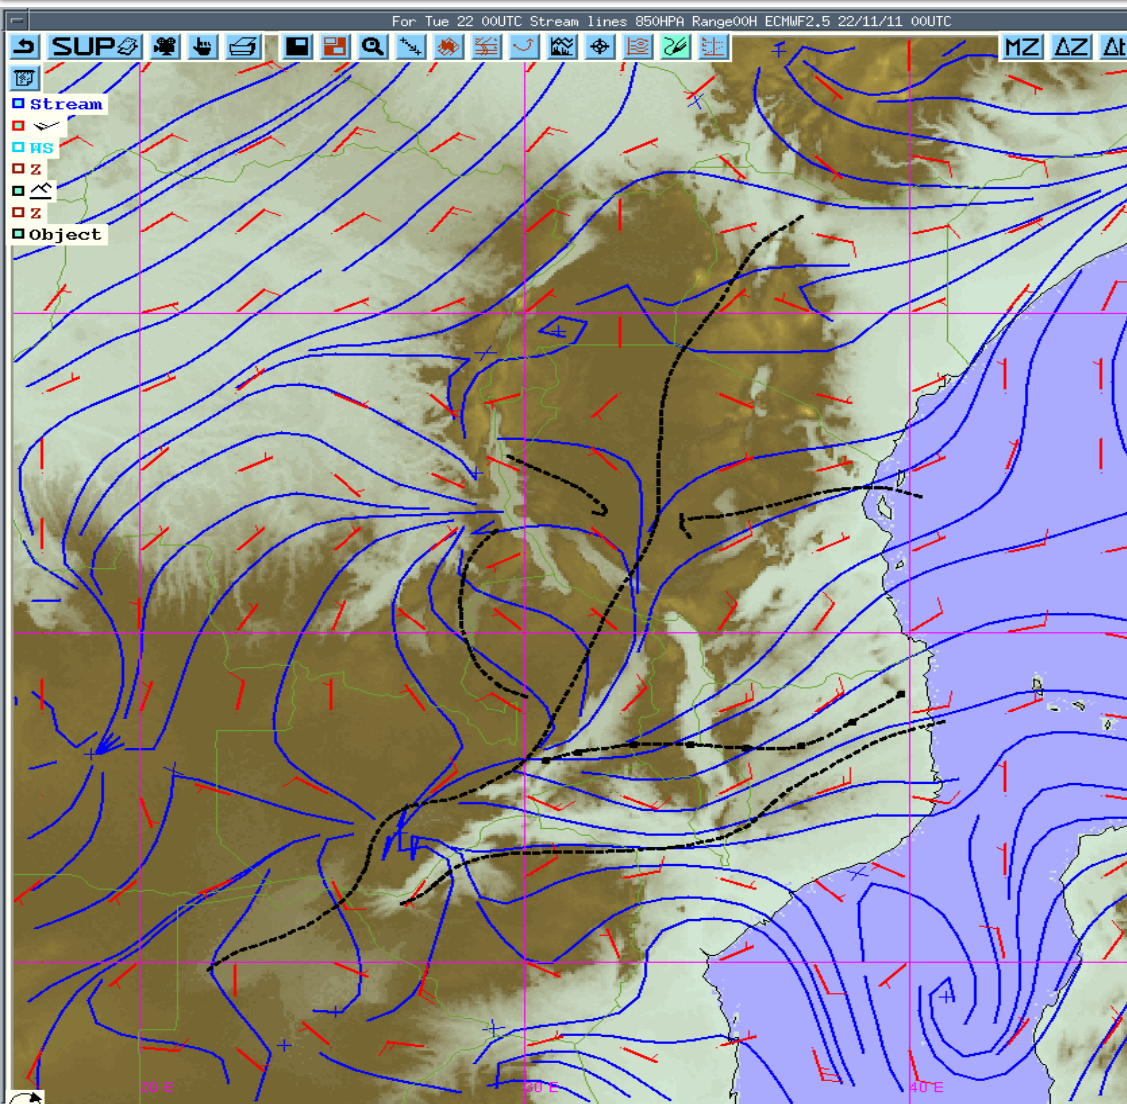 For Tue 22 00UTC Stream lines 850HPA Range00H ECMWF2.5 22/11/11 00UTC
SUP
MZ
ΔZ
Δt
Stream
WS
Z
Z
Object
20 E
40 E